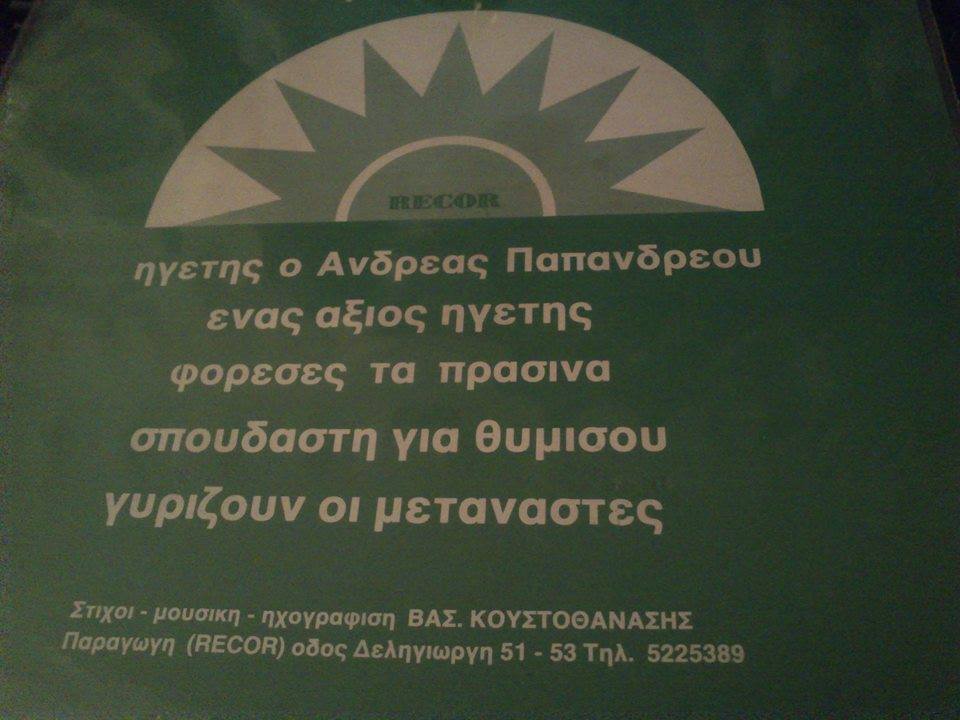 RECOR
ηγετης ο Ανδρεας Παπανδρεου
ενας αξιος ηγετης
φορεσες τα πρασινα
σπουδαστη για θυμισου
γυριζουν οι μεταναστες
Στιχοι - μουσικη - ηχογραφιση ΒΑΣ. ΚΟΥΣΤΟΘΑΝΑΣΗΣ
Παραγωγη (RECOR) οδος Δεληγιωργη 51 - 53 Τηλ. 5225389